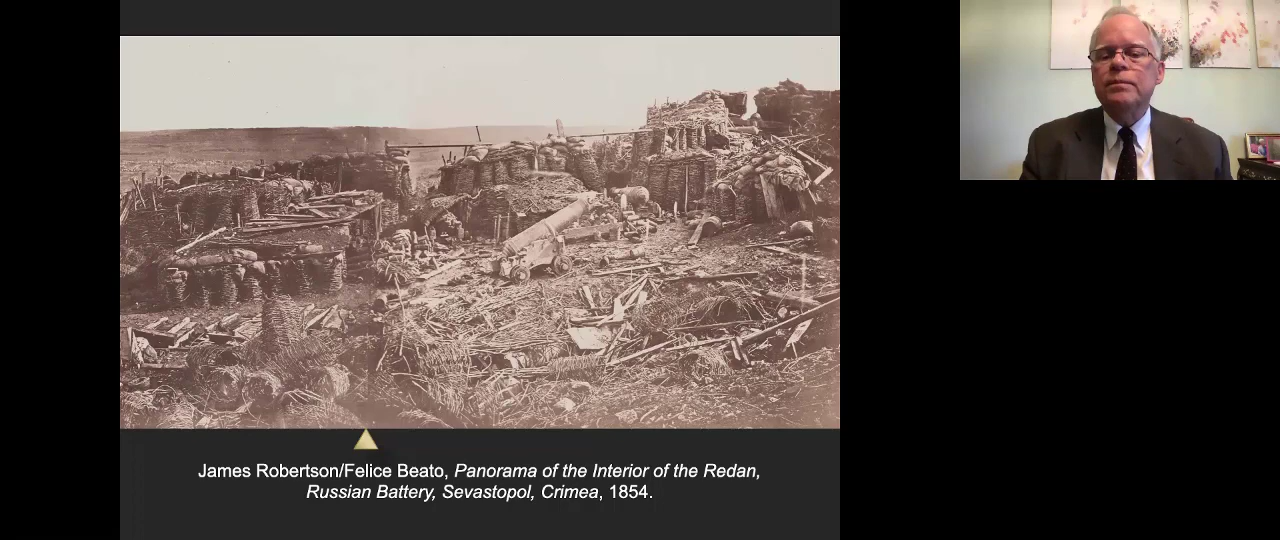 James Robertson/Felice Beato, Panorama of the Interior of the Redan,
Russian Battery, Sevastopol, Crimea, 1854.